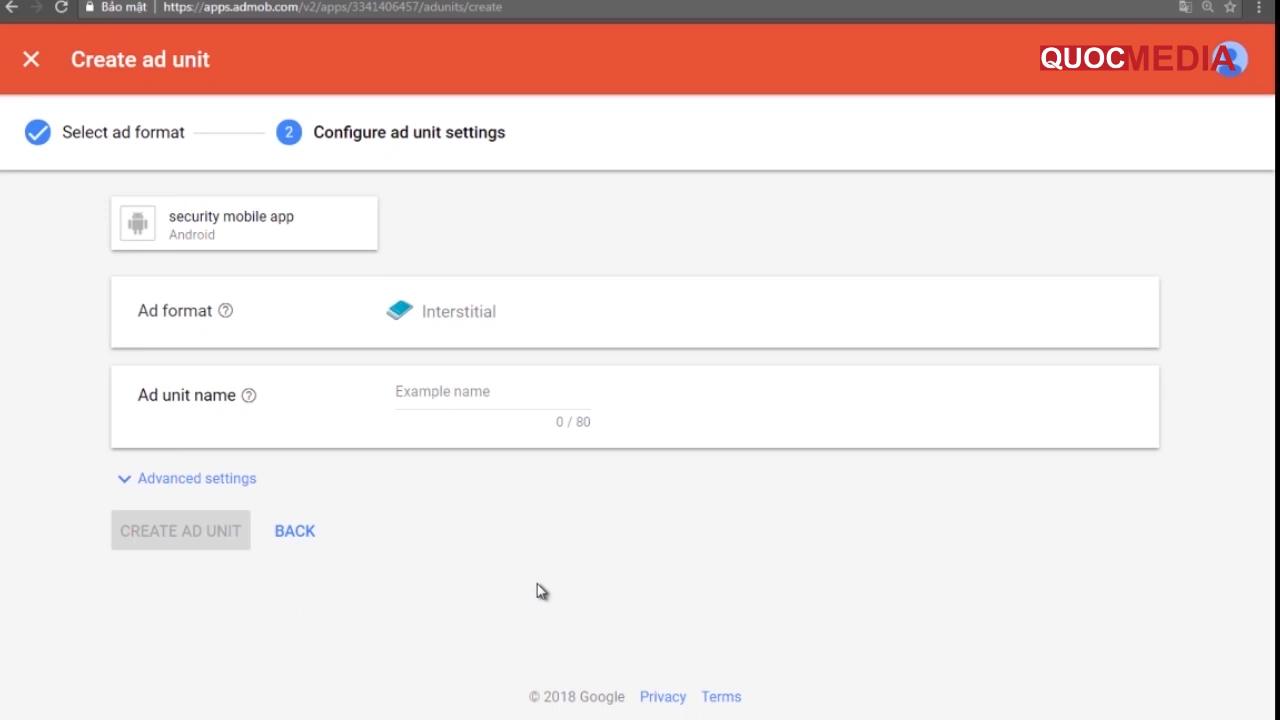 Bảo mật https://apps.admob.com/v2/apps/3341406457/adunits/create
Create ad unit
QUOCMEDIA
Select ad format
2 Configure ad unit settings
security mobile app
Android
Ad format ?
Interstitial
Ad unit name ?
Example name
0 / 80
Advanced settings
CREATE AD UNIT BACK
© 2018 Google Privacy Terms